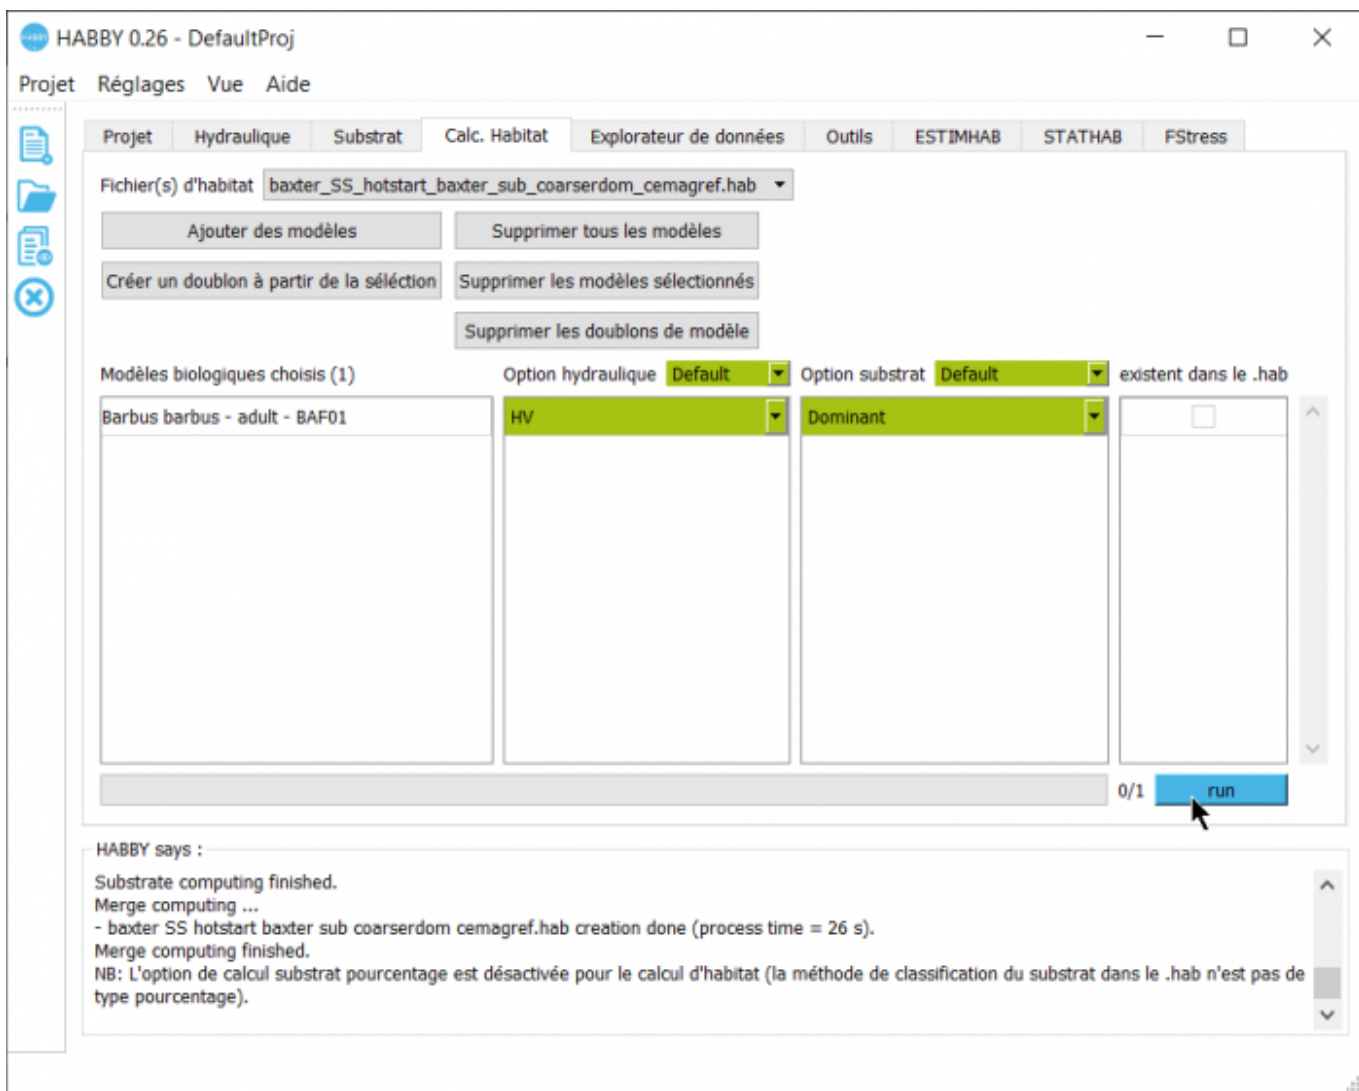 HABBY 0.26 - DefaultProj
Projet Réglages Vue Aide
Projet Hydraulique Substrat Calc. Habitat Explorateur de données Outils ESTIMHAB STATHAB FStress
Fichier(s) d'habitat baxter_SS_hotstart_baxter_sub_coarserdom_cemagref.hab
Ajouter des modèles Supprimer tous les modèles
Créer un doublon à partir de la séléction Supprimer les modèles sélectionnés
Supprimer les doublons de modèle
Modèles biologiques choisis (1) Option hydraulique Default Option substrat Default existent dans le .hab
Barbus barbus - adult - BAF01 HV Dominant
0/1 run
HABBY says :
Substrate computing finished.
Merge computing ...
- baxter SS hotstart baxter sub coarserdom cemagref.hab creation done (process time = 26 s).
Merge computing finished.
NB: L'option de calcul substrat pourcentage est désactivée pour le calcul d'habitat (la méthode de classification du substrat dans le .hab n'est pas de
type pourcentage).